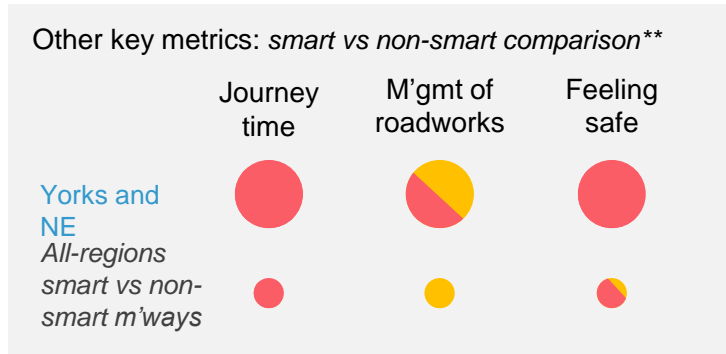 Other key metrics: smart vs non-smart comparison**
Journey time
M'gmt of roadworks
Feeling safe
Yorks and
NE
All-regions
smart vs non-
smart m'ways